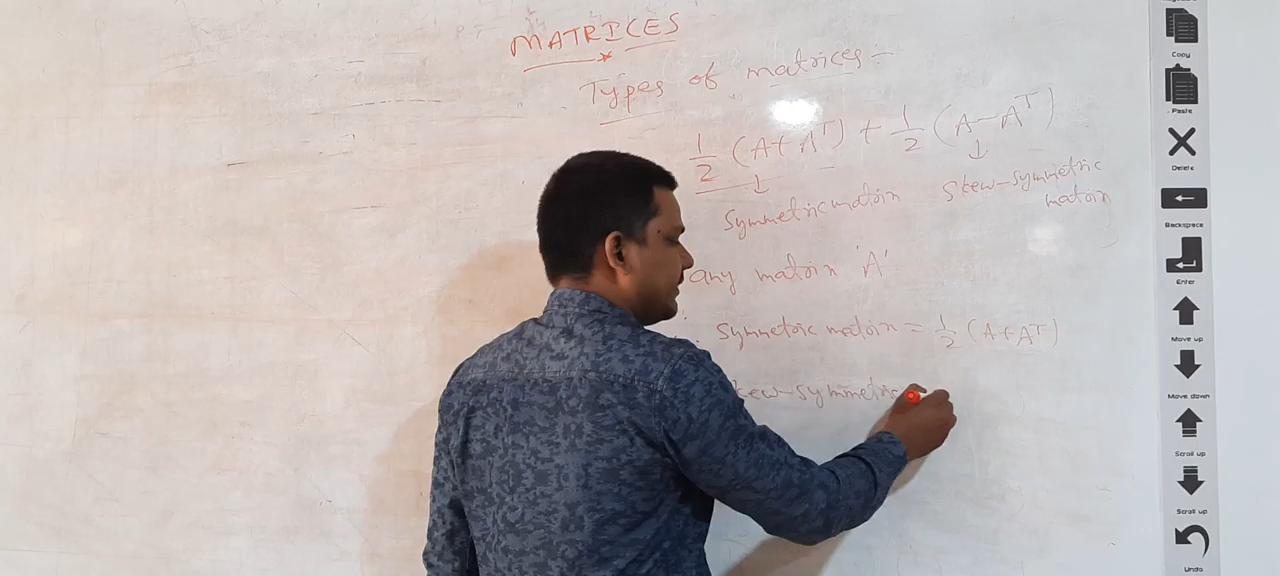 MATRICES
Types of matrices:-
1/2 (A+A^T) + 1/2 (A-A^T)
↓ ↓
Symmetric matrix Skew-symmetric
matrix
any matrix 'A'
Symmetric matrix = 1/2 (A+A^T)
kew-symmetric
Copy
Paste
Delete
Backspace
Enter
Move up
Move down
Scroll up
Scroll up
Undo